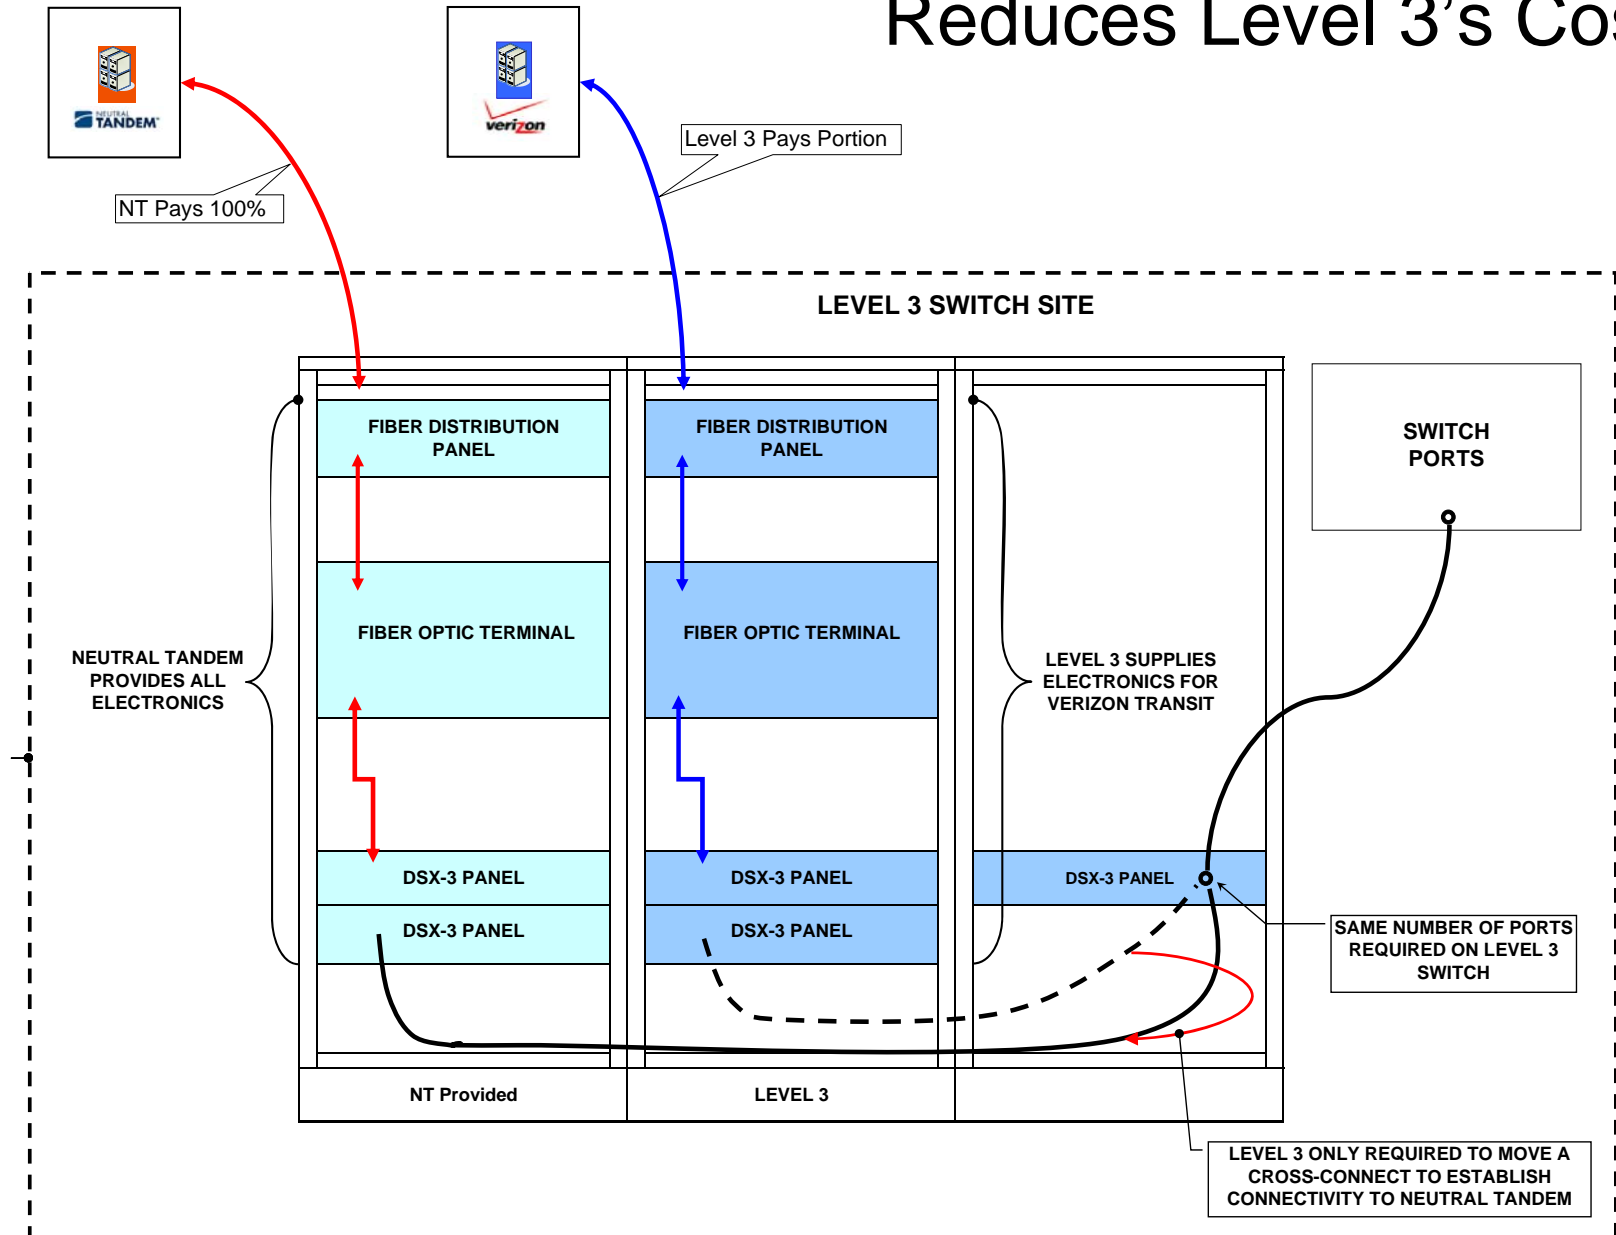 Reduces Level 3's Cos
NEUTRAL
TANDEM
verizon
Level 3 Pays Portion
NT Pays 100%
LEVEL 3 SWITCH SITE
FIBER DISTRIBUTION
PANEL
FIBER DISTRIBUTION
PANEL
SWITCH
PORTS
FIBER OPTIC TERMINAL
FIBER OPTIC TERMINAL
NEUTRAL TANDEM
PROVIDES ALL
ELECTRONICS
LEVEL 3 SUPPLIES
ELECTRONICS FOR
VERIZON TRANSIT
DSX-3 PANEL
DSX-3 PANEL
DSX-3 PANEL
DSX-3 PANEL
DSX-3 PANEL
SAME NUMBER OF PORTS
REQUIRED ON LEVEL 3
SWITCH
NT Provided
LEVEL 3
LEVEL 3 ONLY REQUIRED TO MOVE A
CROSS-CONNECT TO ESTABLISH
CONNECTIVITY TO NEUTRAL TANDEM